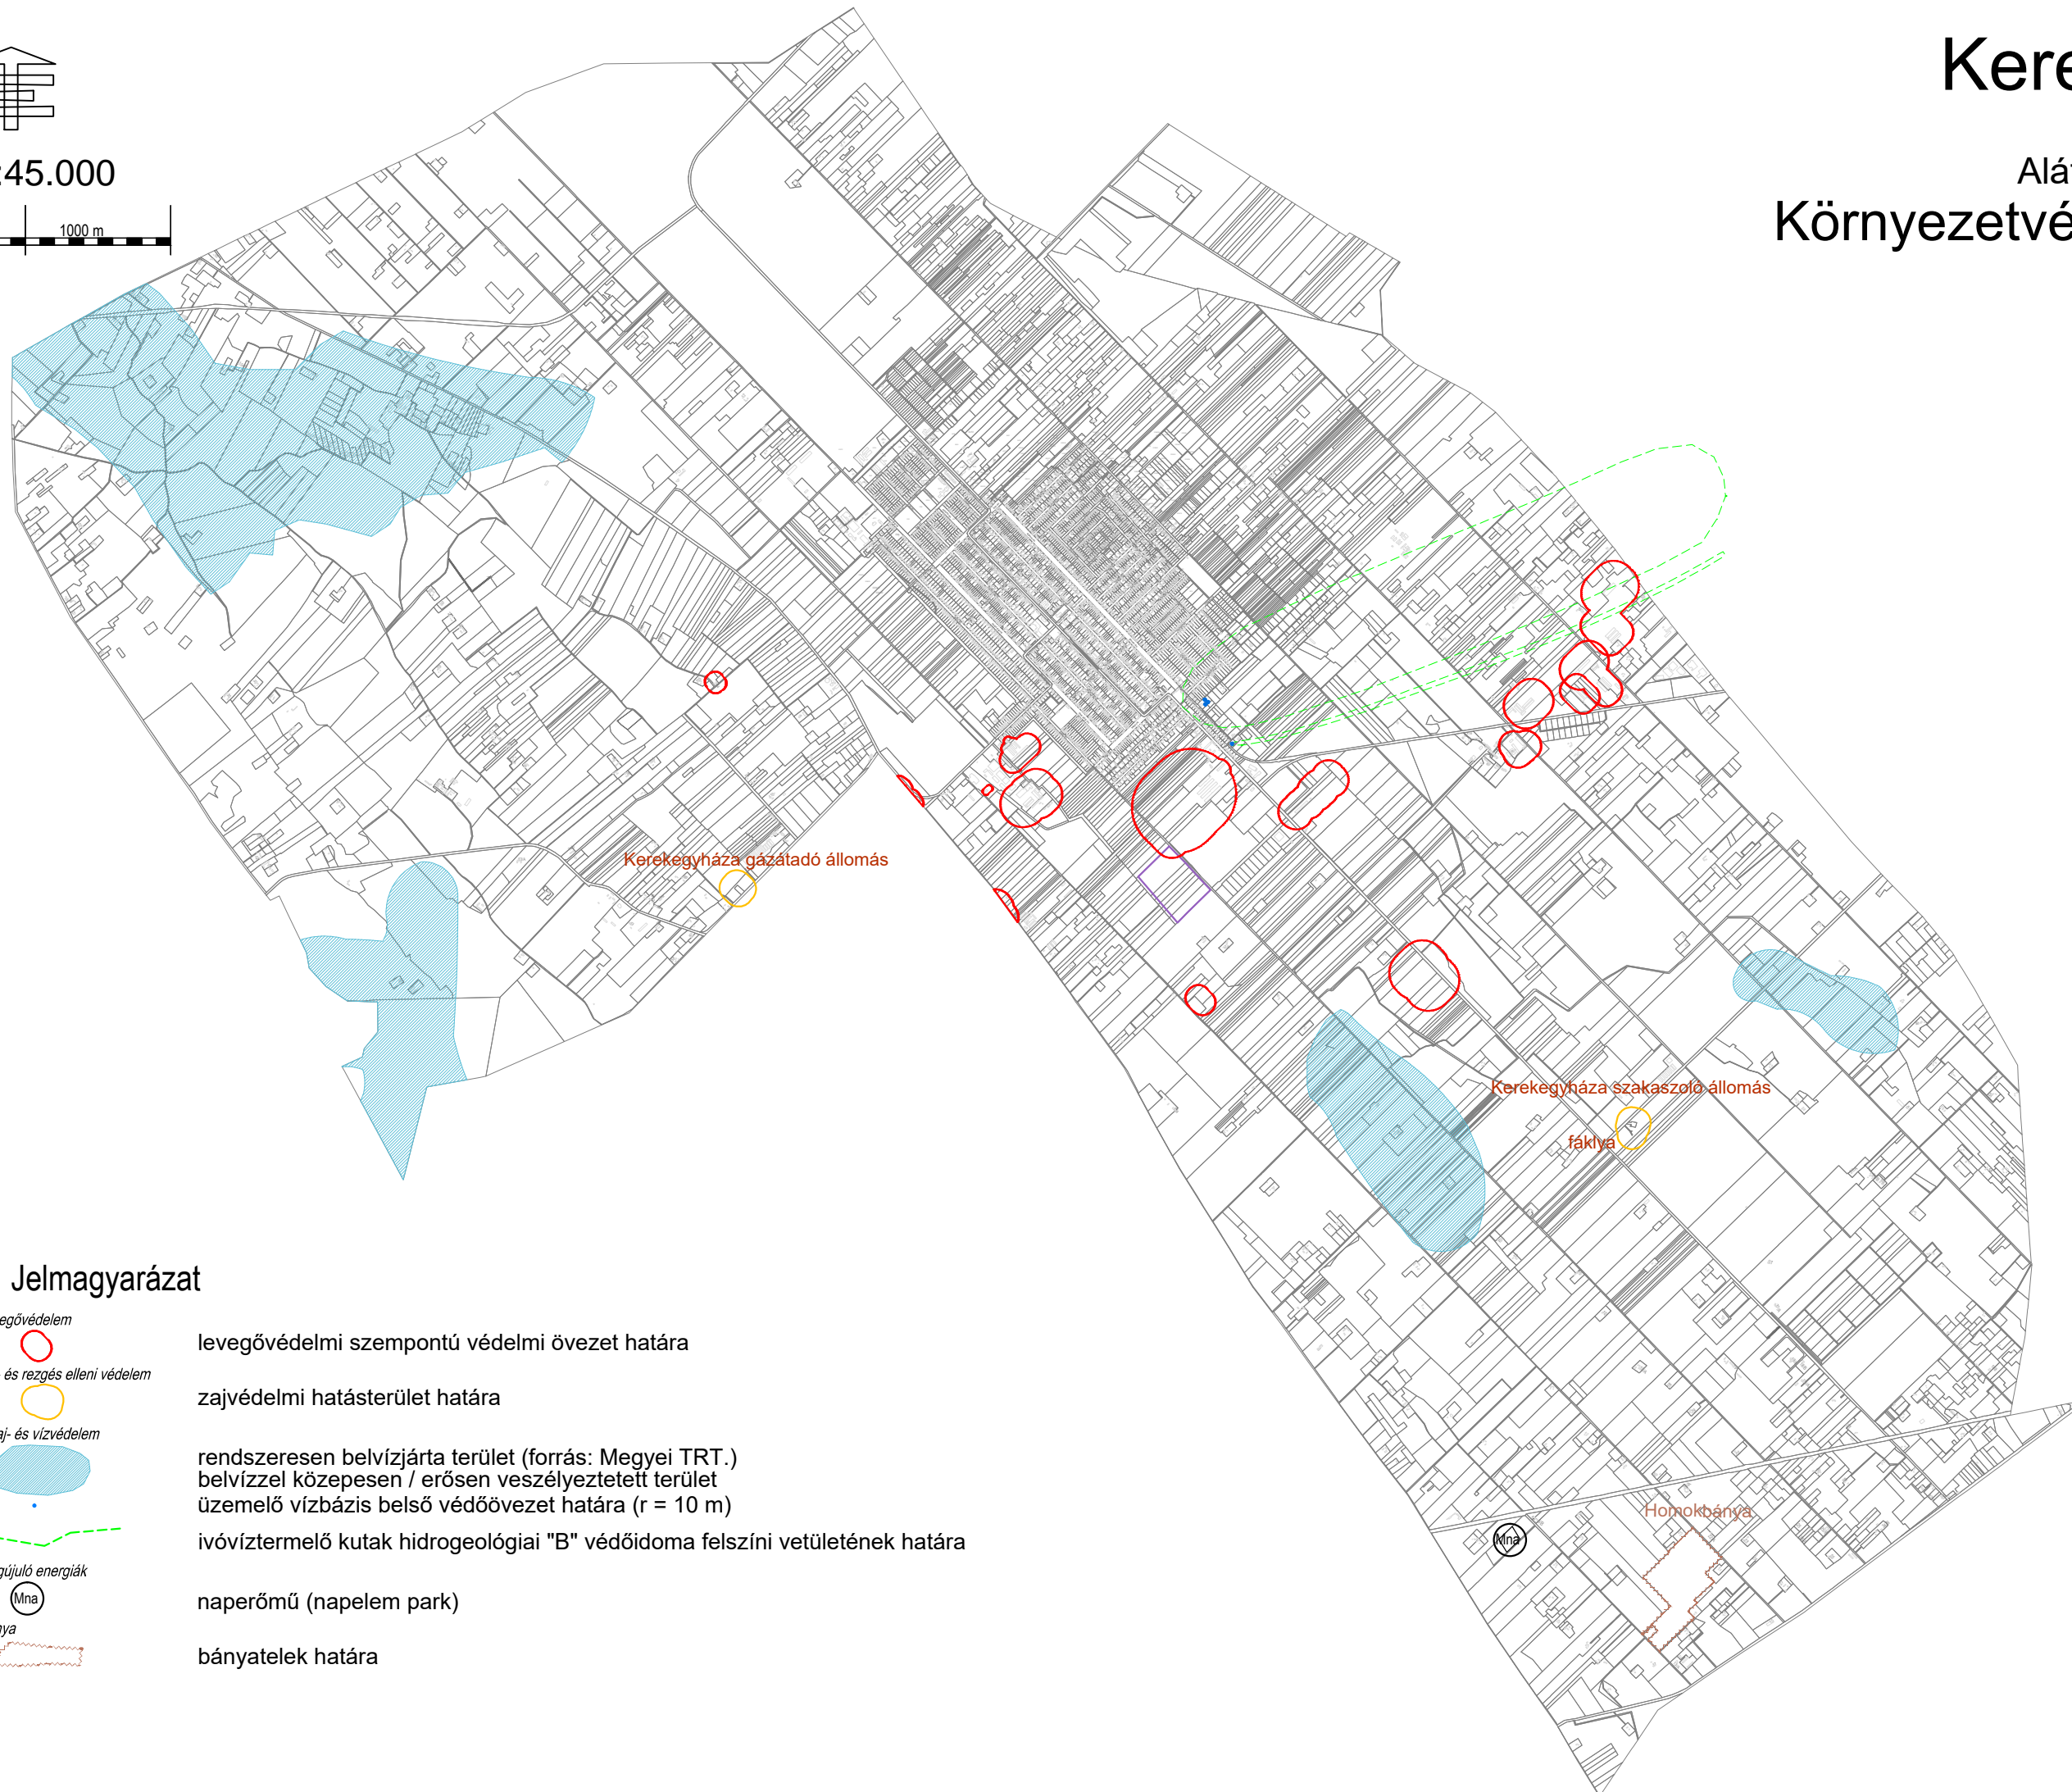 Kere
:45.000
Alá
Környezetvé
1000 m
Kerekegyháza gázátadó állomás
Kerekegyháza szakaszoló állomás
fáklya
Homokbánya
Mna
Jelmagyarázat
egővédelem
levegővédelmi szempontú védelmi övezet határa
és rezgés elleni védelem
zajvédelmi hatásterület határa
aj- és vízvédelem
rendszeresen belvízjárta terület (forrás: Megyei TRT.)
belvízzel közepesen / erősen veszélyeztetett terület
üzemelő vízbázis belső védőövezet határa (r = 10 m)
ivóvíztermelő kutak hidrogeológiai "B" védőidoma felszíni vetületének határa
gújuló energiák
Mna
naperőmű (napelem park)
nya
bányatelek határa